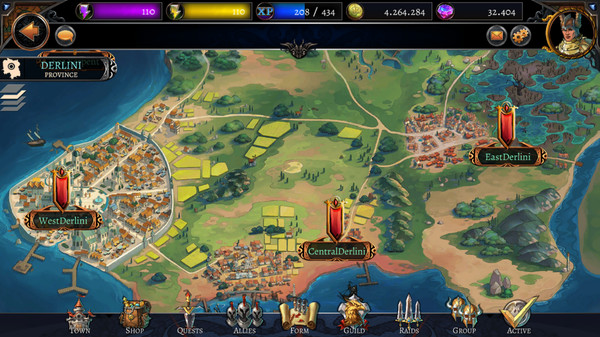 110
110
XP 208 / 434
4.264.284
32.404
DERLINI
PROVINCE
EastDerlini
WestDerlini
CentralDerlini
TOWN
SHOP
QUESTS
ALLIES
FORM
GUILD
RAIDS
GROUP
ACTIVE